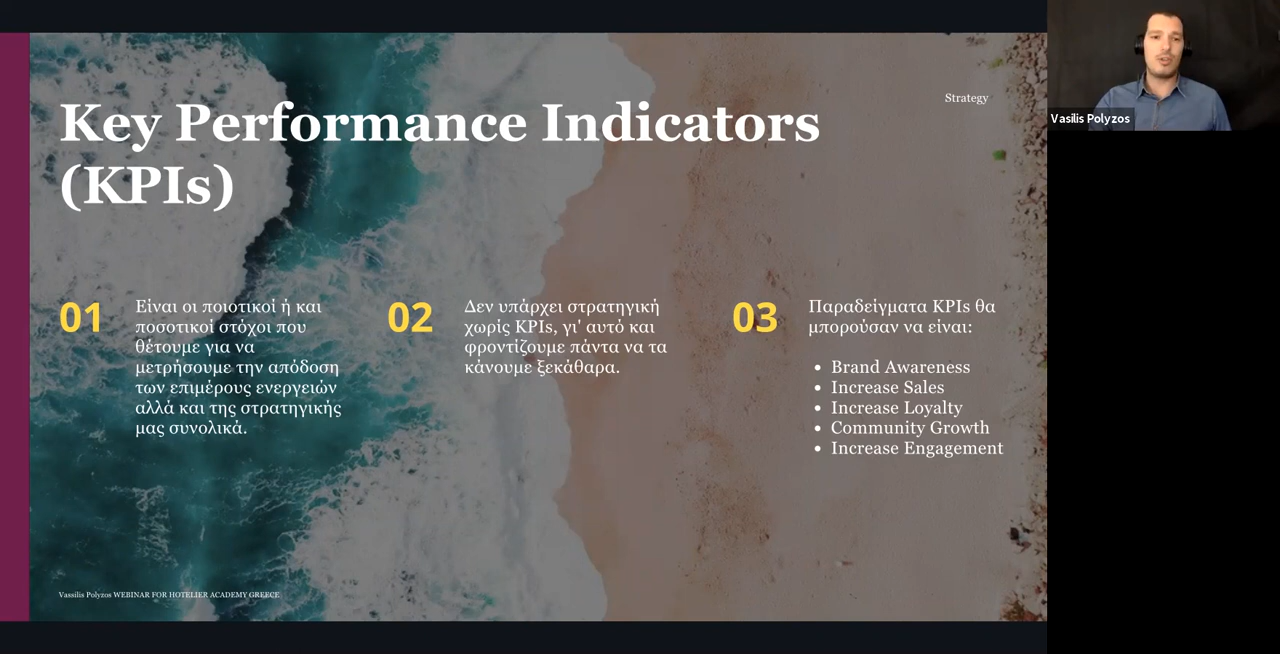 Strategy
Key Performance Indicators
(KPIs)
01
Είναι οι ποιοτικοί ή και
ποσοτικοί στόχοι που
θέτουμε για να
μετρήσουμε την απόδοση
των επιμέρους ενεργειών
αλλά και της στρατηγικής
μας συνολικά.
02
Δεν υπάρχει στρατηγική
χωρίς KPIs, γι' αυτό και
φροντίζουμε πάντα να τα
κάνουμε ξεκάθαρα.
03
Παραδείγματα KPIs θα
μπορούσαν να είναι:
• Brand Awareness
• Increase Sales
• Increase Loyalty
• Community Growth
• Increase Engagement
Vassilis Polyzos WEBINAR FOR HOTELIER ACADEMY GREECE
Vasilis Polyzos